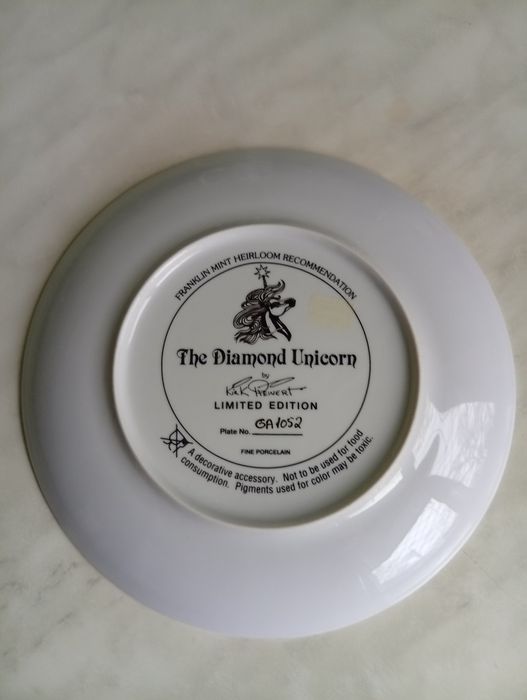 FRANKLIN MINT HEIRLOOM RECOMMENDATION
The Diamond Unicorn
by
LIMITED EDITION
Plate No. GA1052
FINE PORCELAIN
A decorative accessory. Not to be used for food
consumption. Pigments used for color may be toxic.